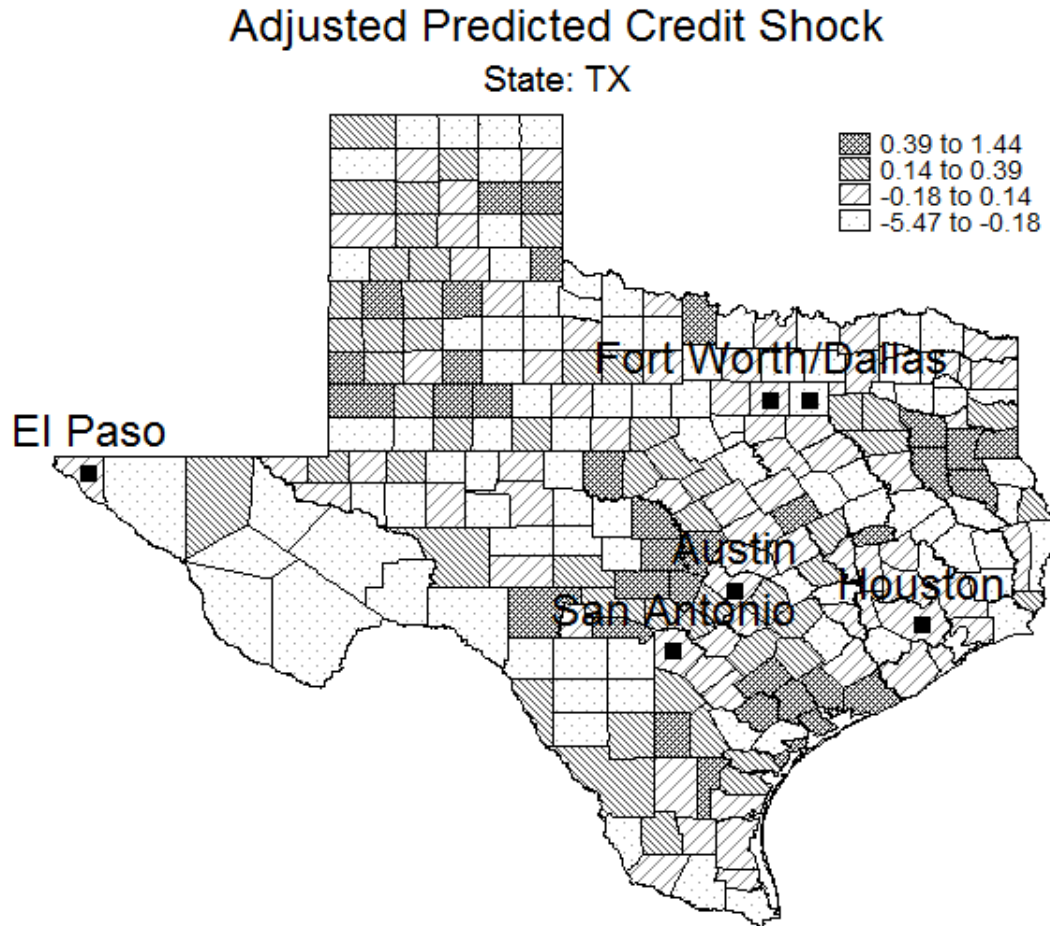 Adjusted Predicted Credit Shock
State: TX
0.39 to 1.44
0.14 to 0.39
-0.18 to 0.14
-5.47 to -0.18
Fort Worth/Dallas
El Paso
Austin
Houston
San Antonio